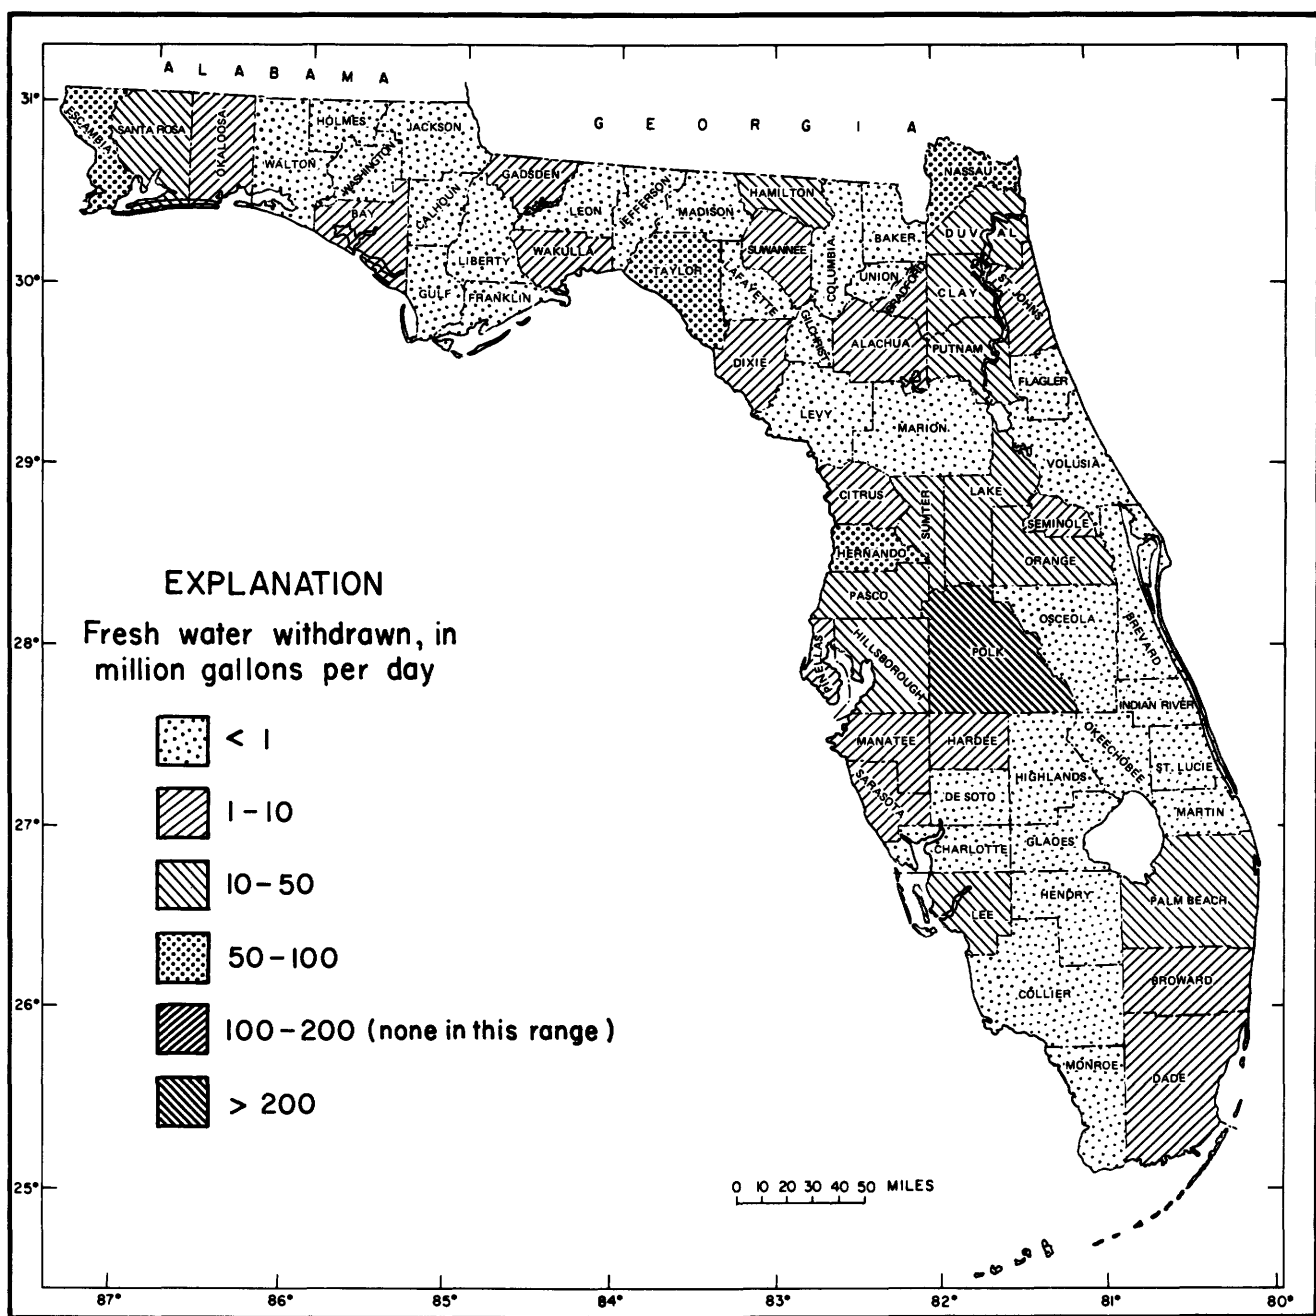 A L A B A M A
G E O R G I A
31°
30°
29°
28°
27°
26°
25°
ESCAMBIA
SANTA ROSA
OKALOOSA
WALTON
HOLMES
WASHINGTON
JACKSON
BAY
CALHOUN
GULF
LIBERTY
FRANKLIN
GADSDEN
LEON
WAKULLA
JEFFERSON
MADISON
TAYLOR
HAMILTON
SUWANNEE
LAFAYETTE
DIXIE
COLUMBIA
GILCHRIST
BAKER
UNION
BRADFORD
ALACHUA
NASSAU
DUVAL
CLAY
ST. JOHNS
PUTNAM
FLAGLER
LEVY
MARION
VOLUSIA
CITRUS
SUMTER
LAKE
SEMINOLE
HERNANDO
ORANGE
PASCO
PINELLAS
HILLSBOROUGH
POLK
OSCEOLA
BREVARD
INDIAN RIVER
MANATEE
HARDEE
HIGHLANDS
OKEECHOBEE
ST. LUCIE
SARASOTA
DE SOTO
MARTIN
CHARLOTTE
GLADES
LEE
HENDRY
PALM BEACH
COLLIER
BROWARD
MONROE
DADE
EXPLANATION
Fresh water withdrawn, in
million gallons per day
< 1
1-10
10-50
50-100
100-200 (none in this range)
> 200
0 10 20 30 40 50 MILES
87° 86° 85° 84° 83° 82° 81° 80°